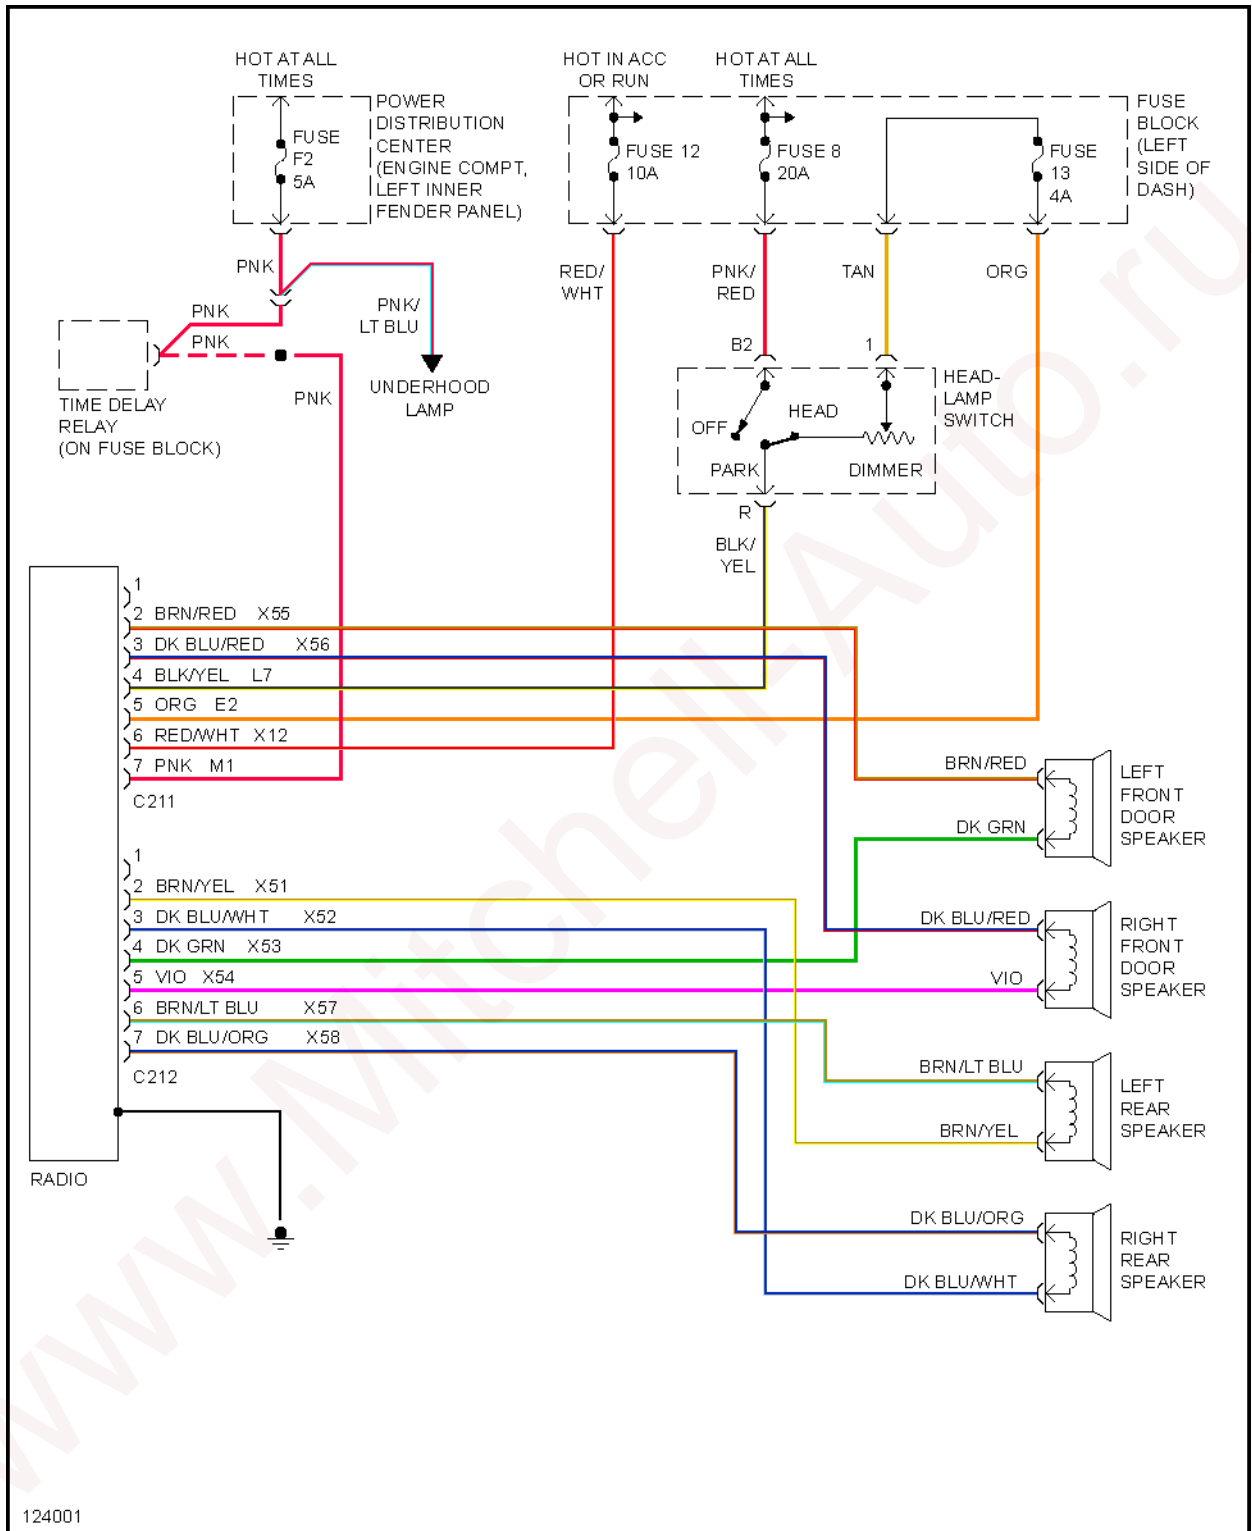 HOT AT ALL
TIMES
HOT IN ACC
OR RUN
HOT AT ALL
TIMES
POWER
DISTRIBUTION
CENTER
(ENGINE COMPT,
LEFT INNER
FENDER PANEL)
FUSE
F2
5A
FUSE 12
10A
FUSE 8
20A
FUSE
13
4A
FUSE
BLOCK
(LEFT
SIDE OF
DASH)
PNK
PNK
PNK
PNK/
LT BLU
PNK
UNDERHOOD
LAMP
TIME DELAY
RELAY
(ON FUSE BLOCK)
RED/
WHT
PNK/
RED
TAN
ORG
B2
1
HEAD-
LAMP
SWITCH
OFF
HEAD
PARK
DIMMER
R
BLK/
YEL
1
2 BRN/RED X55
3 DK BLU/RED X56
4 BLK/YEL L7
5 ORG E2
6 RED/WHT X12
7 PNK M1
C211
1
2 BRN/YEL X51
3 DK BLU/WHT X52
4 DK GRN X53
5 VIO X54
6 BRN/LT BLU X57
7 DK BLU/ORG X58
C212
RADIO
BRN/RED
DK GRN
LEFT
FRONT
DOOR
SPEAKER
DK BLU/RED
VIO
RIGHT
FRONT
DOOR
SPEAKER
BRN/LT BLU
BRN/YEL
LEFT
REAR
SPEAKER
DK BLU/ORG
DK BLU/WHT
RIGHT
REAR
SPEAKER
www.Mitchell-Auto.ru
124001